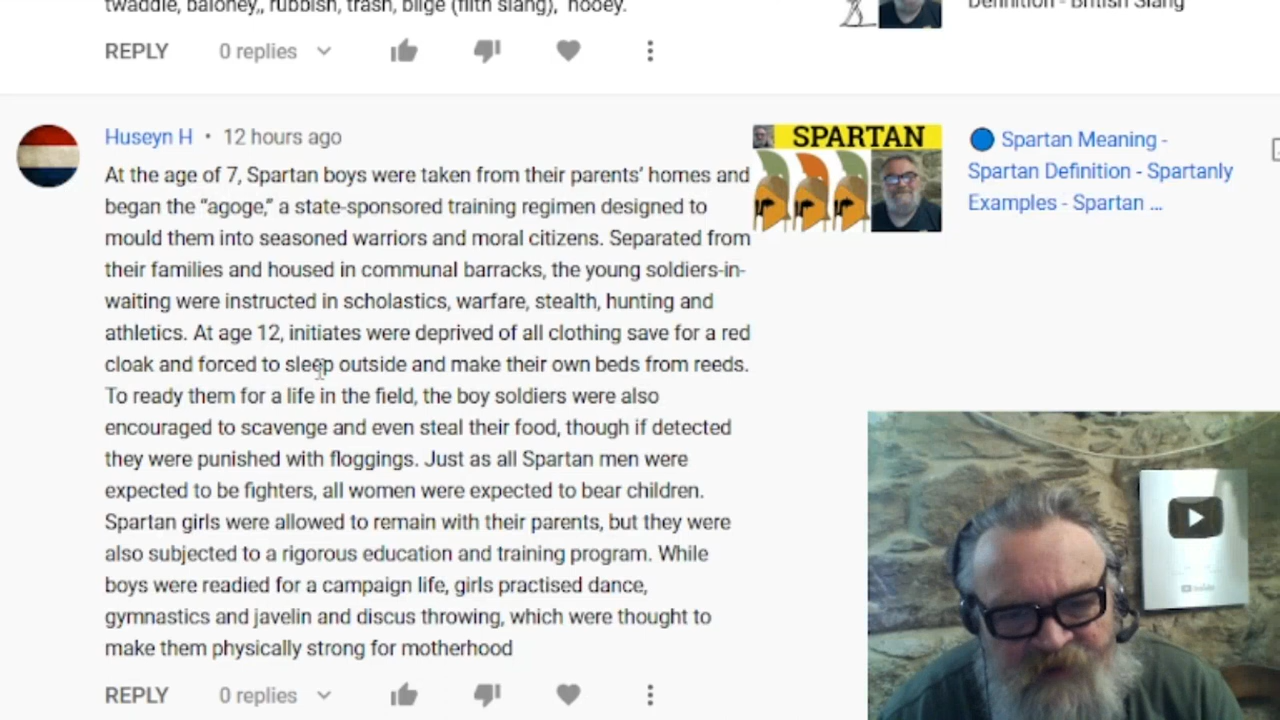 twaddle, baloney,, rubbish, trash, bilge (filth slang), hooey.
Definition - British Slang
REPLY 0 replies
Huseyn H • 12 hours ago
At the age of 7, Spartan boys were taken from their parents’ homes and
began the “agoge,” a state-sponsored training regimen designed to
mould them into seasoned warriors and moral citizens. Separated from
their families and housed in communal barracks, the young soldiers-in-
waiting were instructed in scholastics, warfare, stealth, hunting and
athletics. At age 12, initiates were deprived of all clothing save for a red
cloak and forced to sleep outside and make their own beds from reeds.
To ready them for a life in the field, the boy soldiers were also
encouraged to scavenge and even steal their food, though if detected
they were punished with floggings. Just as all Spartan men were
expected to be fighters, all women were expected to bear children.
Spartan girls were allowed to remain with their parents, but they were
also subjected to a rigorous education and training program. While
boys were readied for a campaign life, girls practised dance,
gymnastics and javelin and discus throwing, which were thought to
make them physically strong for motherhood
SPARTAN
Spartan Meaning -
Spartan Definition - Spartanly
Examples - Spartan ...
REPLY 0 replies